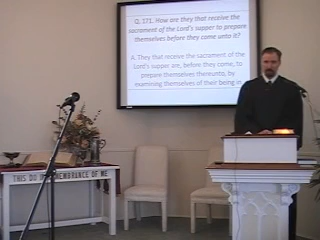 Q. 171. How are they that receive the
sacrament of the Lord's supper to prepare
themselves before they come unto it?
A. They that receive the sacrament of the
Lord's supper are, before they come, to
prepare themselves thereunto, by
examining themselves of their being in
THIS DO IN REMEMBRANCE OF ME